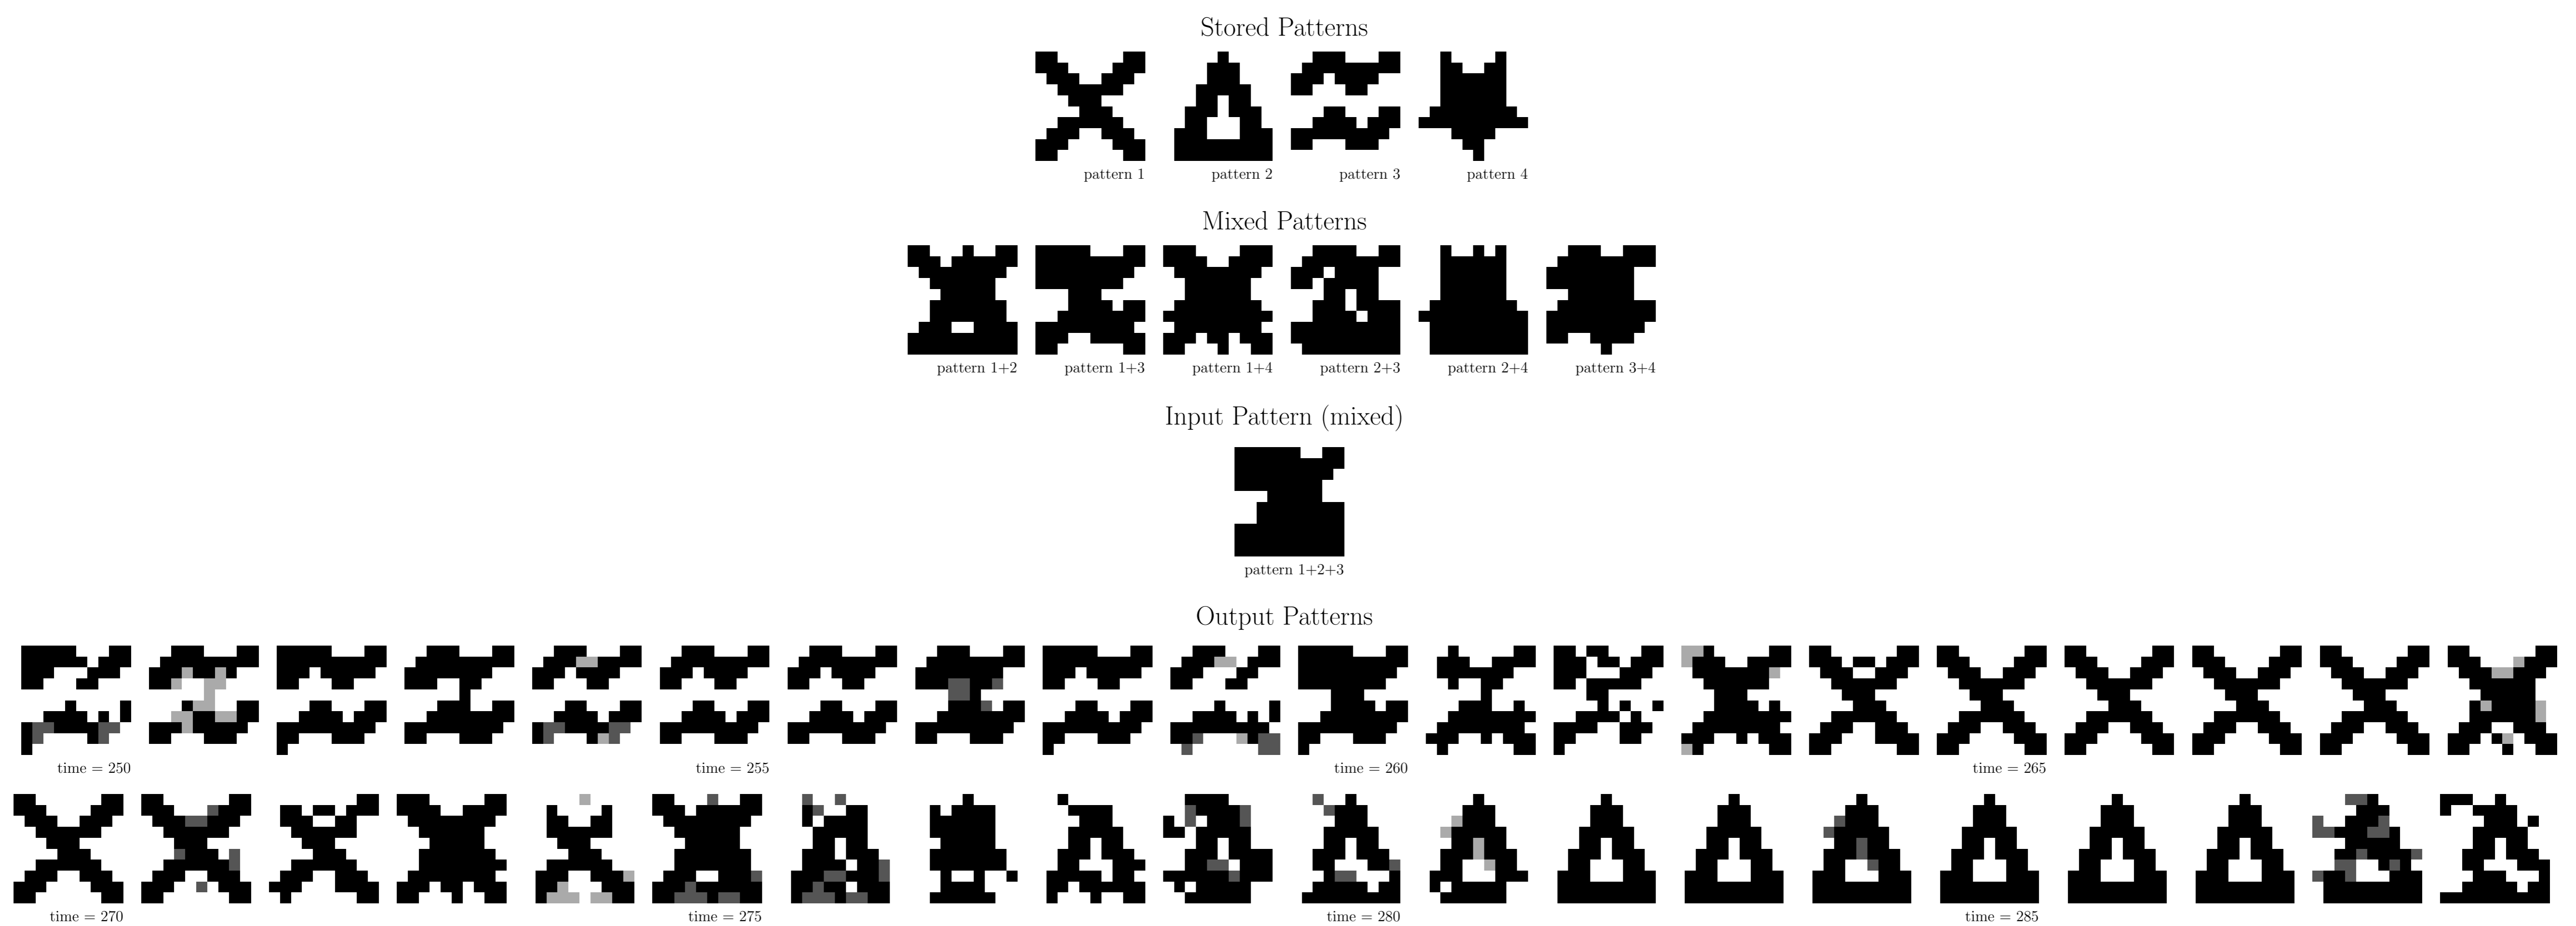 Stored Patterns
pattern 1 pattern 2 pattern 3 pattern 4
Mixed Patterns
pattern 1+2 pattern 1+3 pattern 1+4 pattern 2+3 pattern 2+4 pattern 3+4
Input Pattern (mixed)
pattern 1+2+3
Output Patterns
time = 250 time = 255 time = 260 time = 265
time = 270 time = 275 time = 280 time = 285